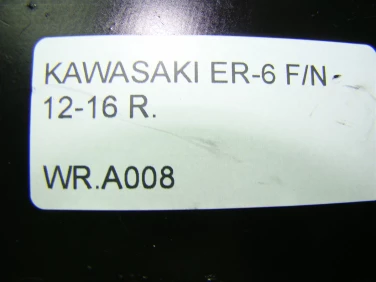 KAWASAKI ER-6 F/N-
12-16 R.
WR.A008